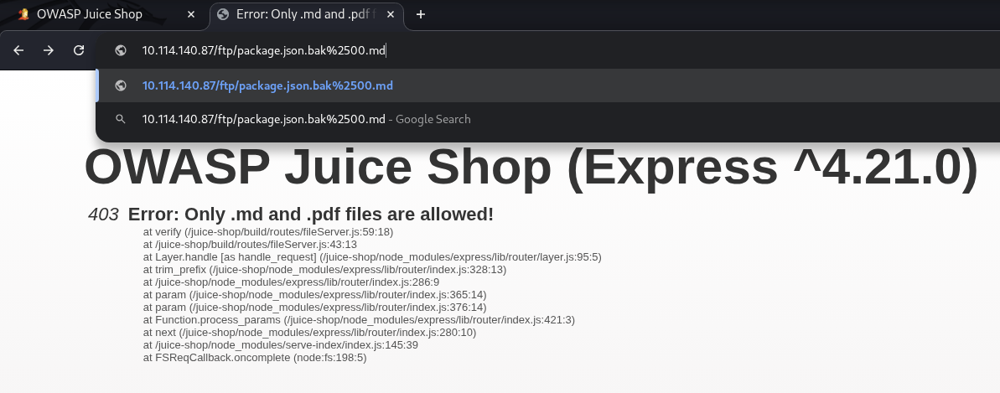 OWASP Juice Shop
Error: Only .md and .pdf f
10.114.140.87/ftp/package.json.bak%2500.md
10.114.140.87/ftp/package.json.bak%2500.md
10.114.140.87/ftp/package.json.bak%2500.md - Google Search
OWASP Juice Shop (Express ^4.21.0)
403 Error: Only .md and .pdf files are allowed!
at verify (/juice-shop/build/routes/fileServer.js:59:18)
at /juice-shop/build/routes/fileServer.js:43:13
at Layer.handle [as handle_request] (/juice-shop/node_modules/express/lib/router/layer.js:95:5)
at trim_prefix (/juice-shop/node_modules/express/lib/router/index.js:328:13)
at /juice-shop/node_modules/express/lib/router/index.js:286:9
at param (/juice-shop/node_modules/express/lib/router/index.js:365:14)
at param (/juice-shop/node_modules/express/lib/router/index.js:376:14)
at Function.process_params (/juice-shop/node_modules/express/lib/router/index.js:421:3)
at next (/juice-shop/node_modules/express/lib/router/index.js:280:10)
at /juice-shop/node_modules/serve-index/index.js:145:39
at FSReqCallback.oncomplete (node:fs:198:5)